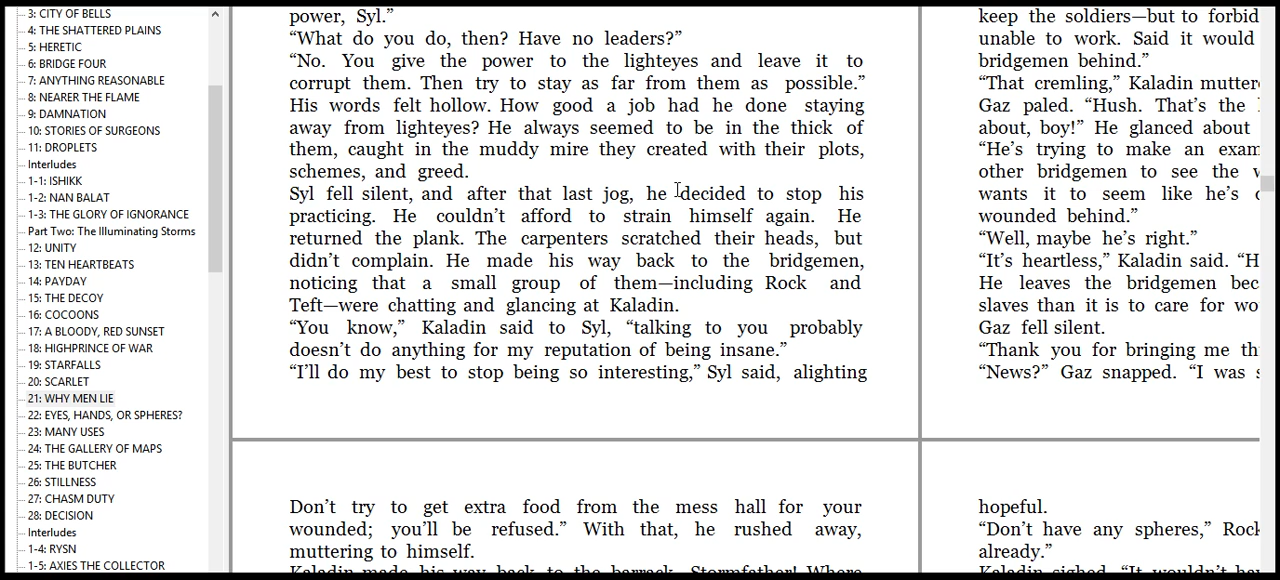 3: CITY OF BELLS
4: THE SHATTERED PLAINS
5: HERETIC
6: BRIDGE FOUR
7: ANYTHING REASONABLE
8: NEARER THE FLAME
9: DAMNATION
10: STORIES OF SURGEONS
11: DROPLETS
Interludes
1-1: ISHIKK
1-2: NAN BALAT
1-3: THE GLORY OF IGNORANCE
Part Two: The Illuminating Storms
12: UNITY
13: TEN HEARTBEATS
14: PAYDAY
15: THE DECOY
16: COCOONS
17: A BLOODY, RED SUNSET
18: HIGHPRINCE OF WAR
19: STARFALLS
20: SCARLET
21: WHY MEN LIE
22: EYES, HANDS, OR SPHERES?
23: MANY USES
24: THE GALLERY OF MAPS
25: THE BUTCHER
26: STILLNESS
27: CHASM DUTY
28: DECISION
Interludes
1-4: RYSN
1-5: AXIES THE COLLECTOR
power, Syl.”
“What do you do, then? Have no leaders?”
“No. You give the power to the lighteyes and leave it to
corrupt them. Then try to stay as far from them as possible.”
His words felt hollow. How good a job had he done staying
away from lighteyes? He always seemed to be in the thick of
them, caught in the muddy mire they created with their plots,
schemes, and greed.
Syl fell silent, and after that last jog, he decided to stop his
practicing. He couldn’t afford to strain himself again. He
returned the plank. The carpenters scratched their heads, but
didn’t complain. He made his way back to the bridgemen,
noticing that a small group of them—including Rock and
Teft—were chatting and glancing at Kaladin.
“You know,” Kaladin said to Syl, “talking to you probably
doesn’t do anything for my reputation of being insane.”
“I’ll do my best to stop being so interesting,” Syl said, alighting
Don’t try to get extra food from the mess hall for your
wounded; you’ll be refused.” With that, he rushed away,
muttering to himself.
Kaladin made his way back to the barrack. Stormfather! Where
keep the soldiers—but to forbid
unable to work. Said it would
bridgemen behind.”
“That cremling,” Kaladin mutter
Gaz paled. “Hush. That’s the
about, boy!” He glanced about
“He’s trying to make an exam
other bridgemen to see the
wants it to seem like he’s
wounded behind.”
“Well, maybe he’s right.”
“It’s heartless,” Kaladin said. “H
He leaves the bridgemen bec
slaves than it is to care for wo
Gaz fell silent.
“Thank you for bringing me th
“News?” Gaz snapped. “I was s
hopeful.
“Don’t have any spheres,” Rock
already.”
Kaladin sighed. “It wouldn’t ha